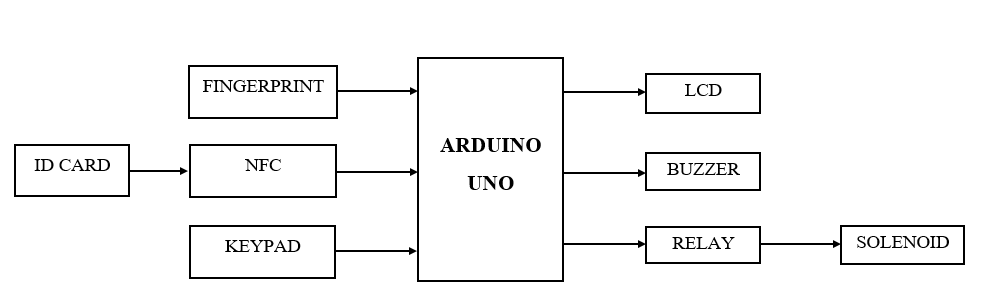 FINGERPRINT
LCD
ARDUINO
UNO
ID CARD
NFC
BUZZER
KEYPAD
RELAY
SOLENOID